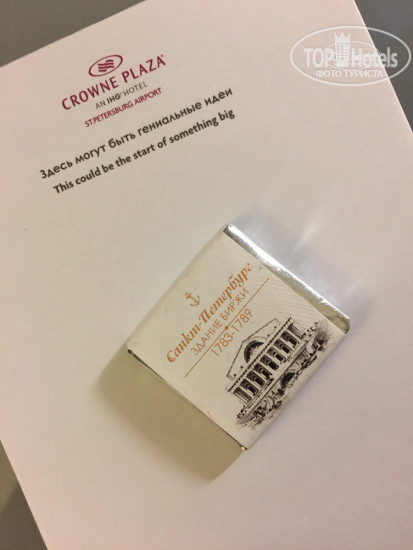 TOPHotels
ФОТО ТУРИСТА
CROWNE PLAZA
AN IHG® HOTEL
ST.PETERSBURG AIRPORT
Здесь могут быть гениальные идеи
This could be the start of something big
Санкт-Петербург
ЗДАНИЕ БИРЖИ
1783-1789